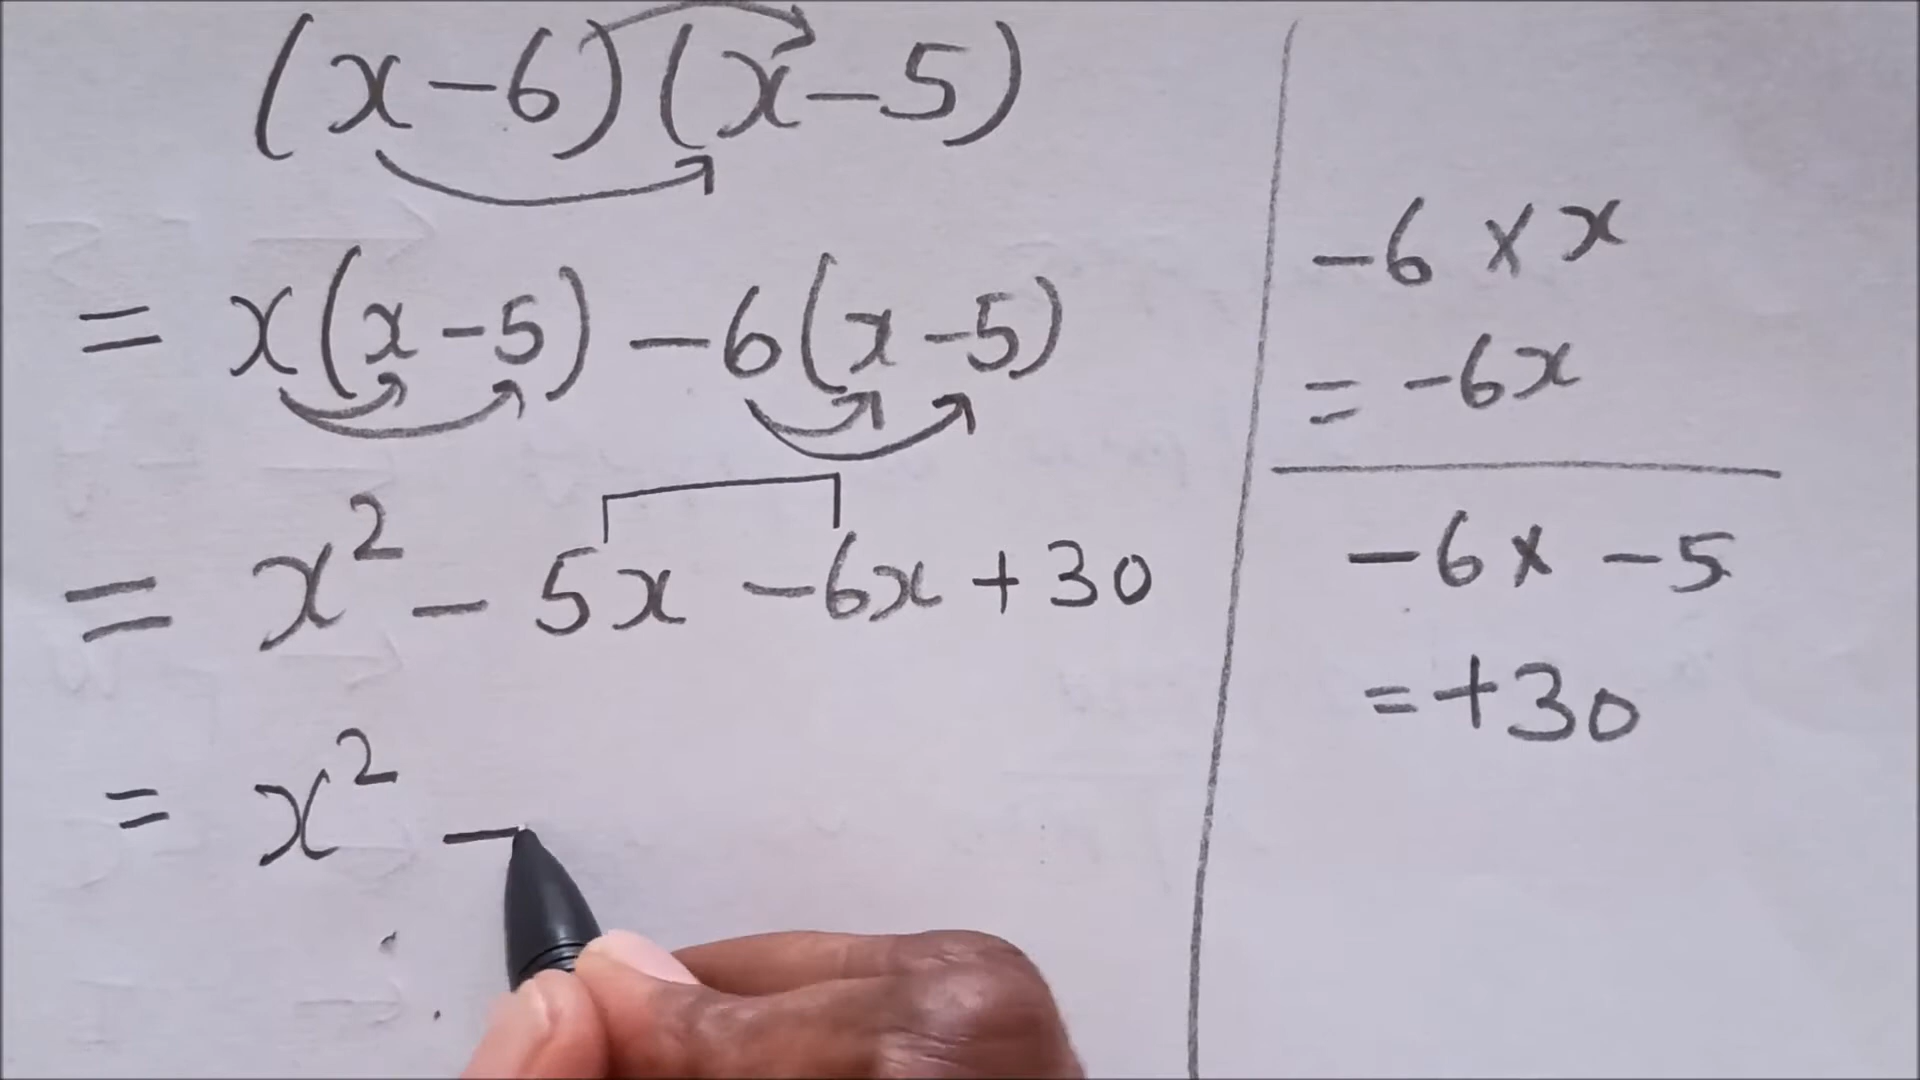 (x-6)(x-5)
= x(x-5) -6(x-5)
= x² - 5x -6x +30
= x² -
-6 × x
= -6x
-6 × -5
= +30